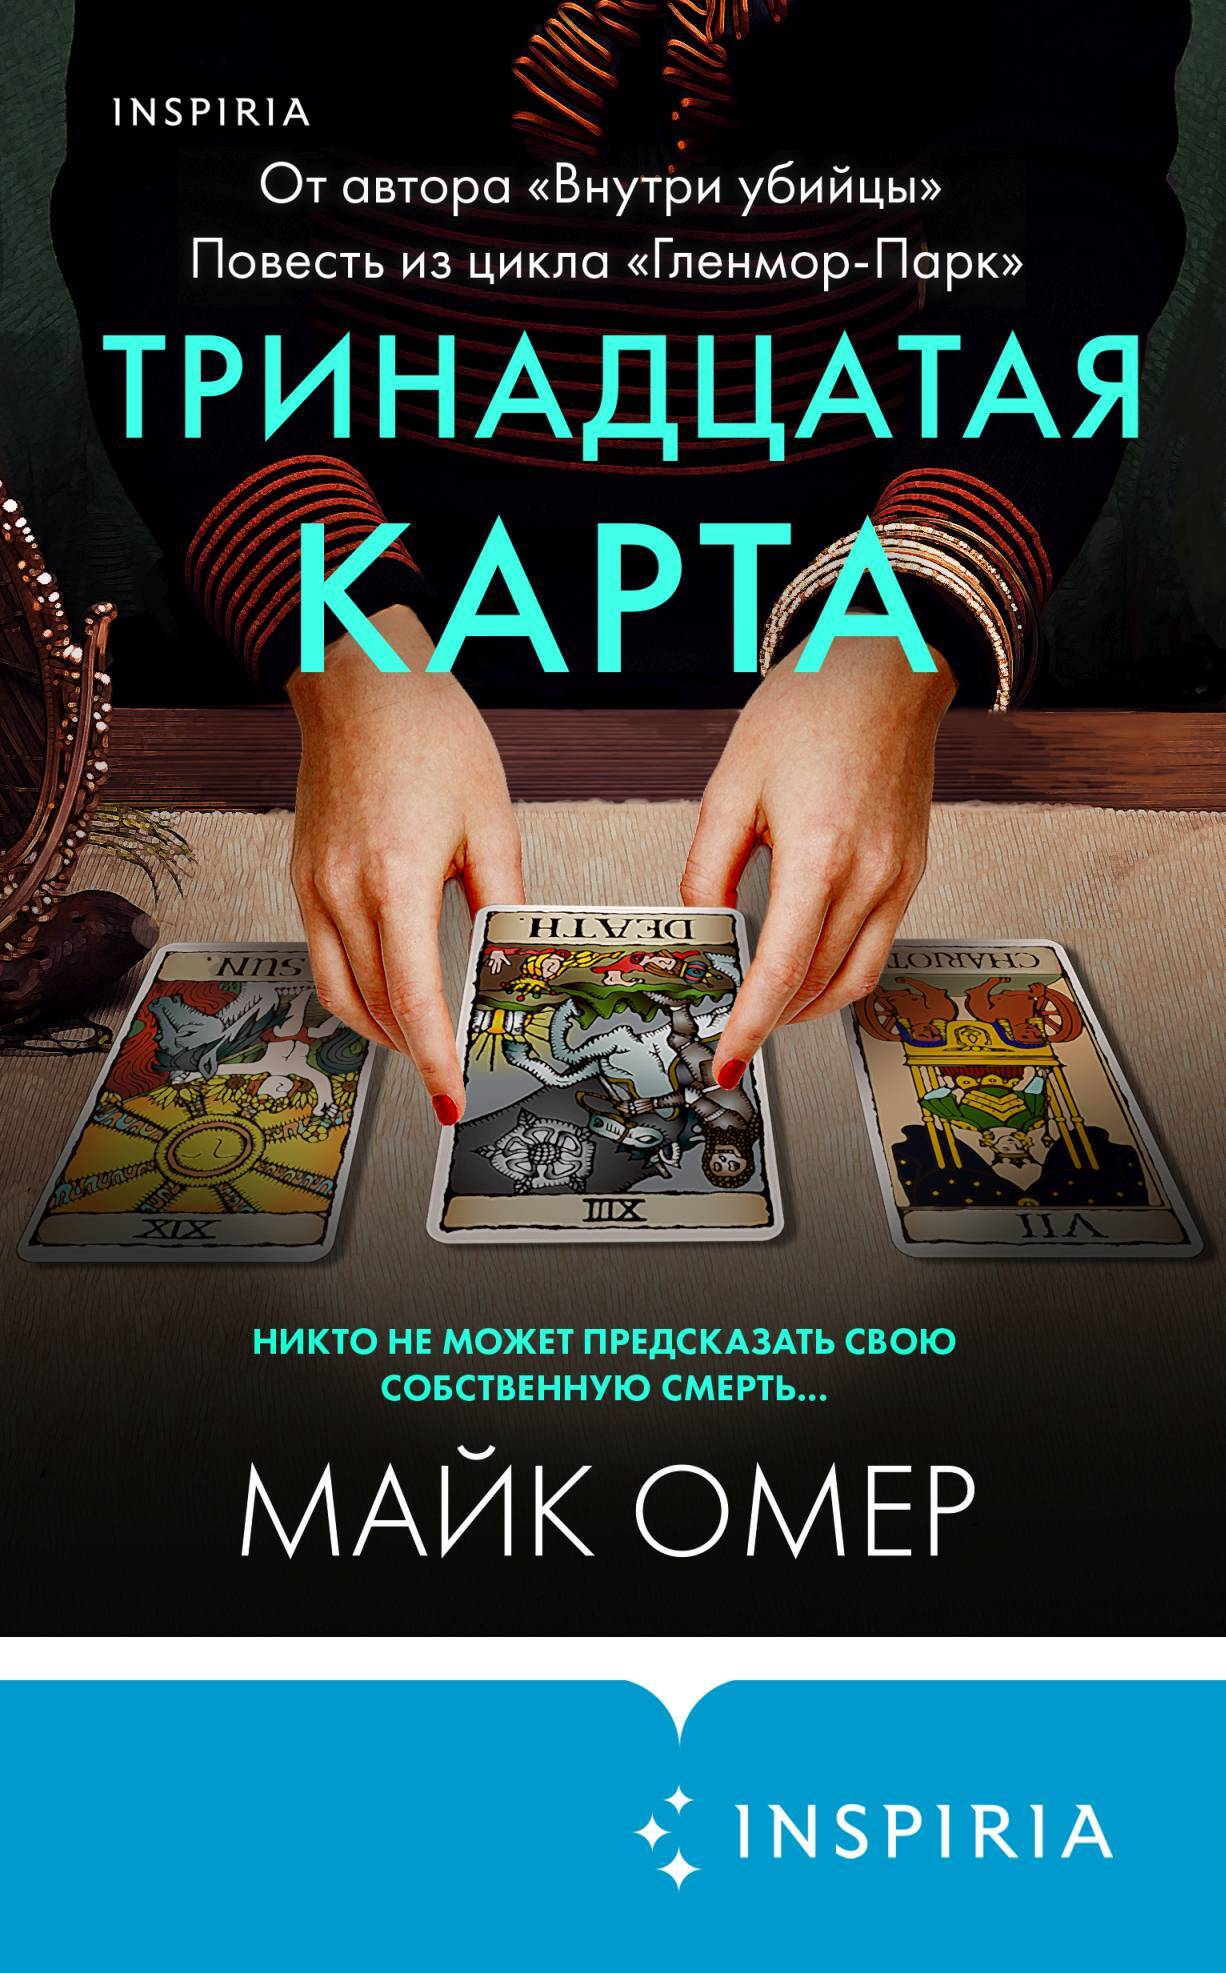 INSPIRIA
От автора «Внутри убийцы»
Повесть из цикла «Гленмор-Парк»
ТРИНАДЦАТАЯ
КАРТА
DEATH.
SUN.
CHARIOT
XIX
XIII
VII
НИКТО НЕ МОЖЕТ ПРЕДСКАЗАТЬ СВОЮ
СОБСТВЕННУЮ СМЕРТЬ...
МАЙК ОМЕР
INSPIRIA